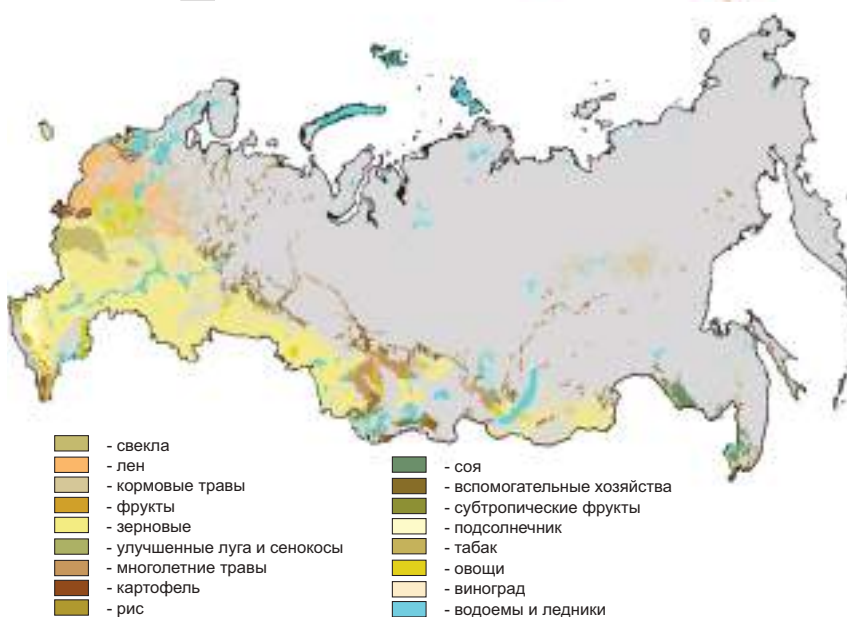 - свекла
- лен
- кормовые травы
- фрукты
- зерновые
- улучшенные луга и сенокосы
- многолетние травы
- картофель
- рис
- соя
- вспомогательные хозяйства
- субтропические фрукты
- подсолнечник
- табак
- овощи
- виноград
- водоемы и ледники